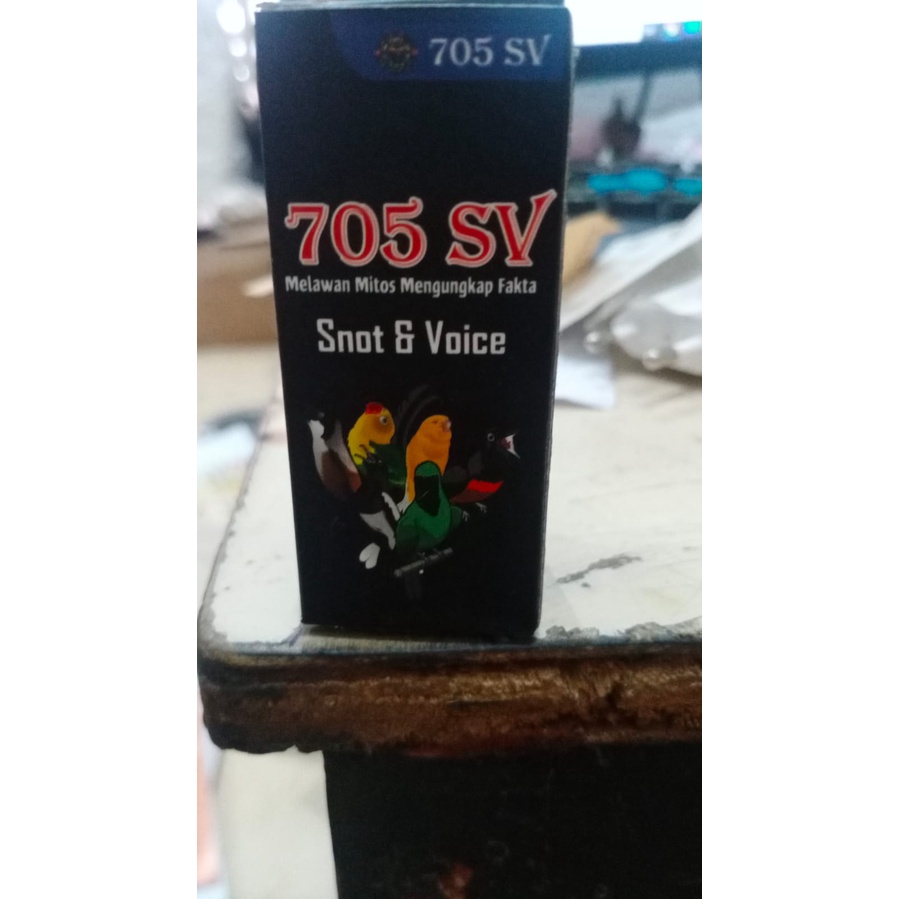 705 SV
705 SV
Melawan Mitos Mengungkap Fakta
Snot & Voice